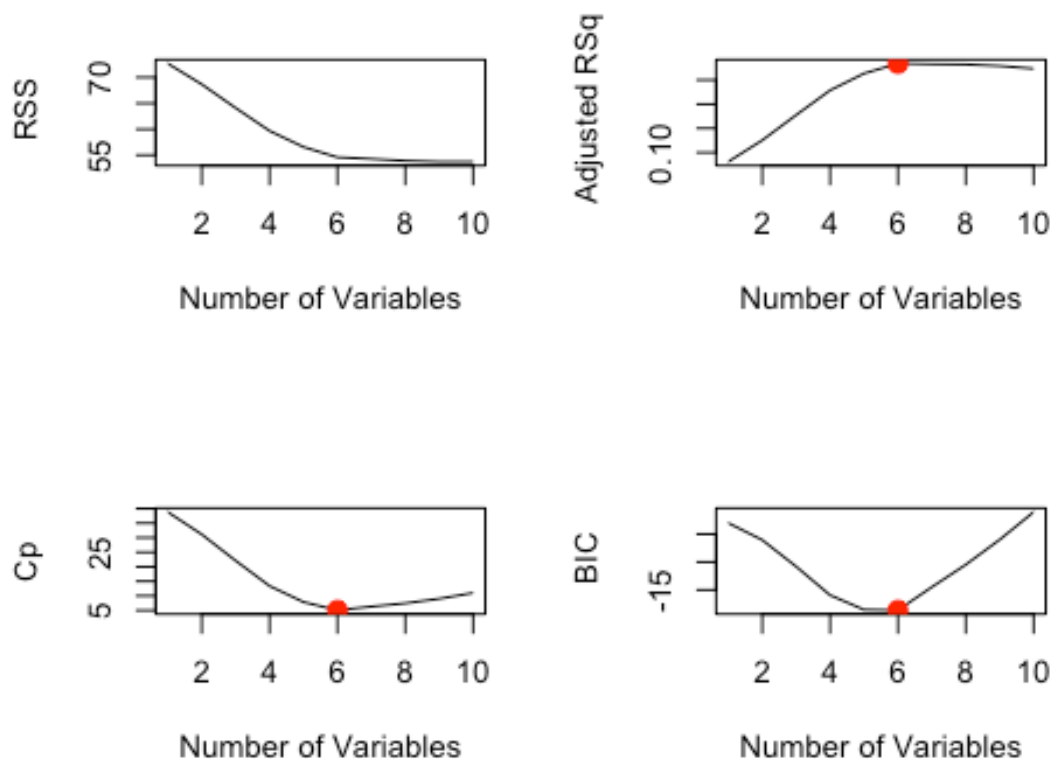 RSS
70
55
2 4 6 8 10
Number of Variables
Adjusted RSq
0.10
2 4 6 8 10
Number of Variables
Cp
25
5
2 4 6 8 10
Number of Variables
BIC
-15
2 4 6 8 10
Number of Variables